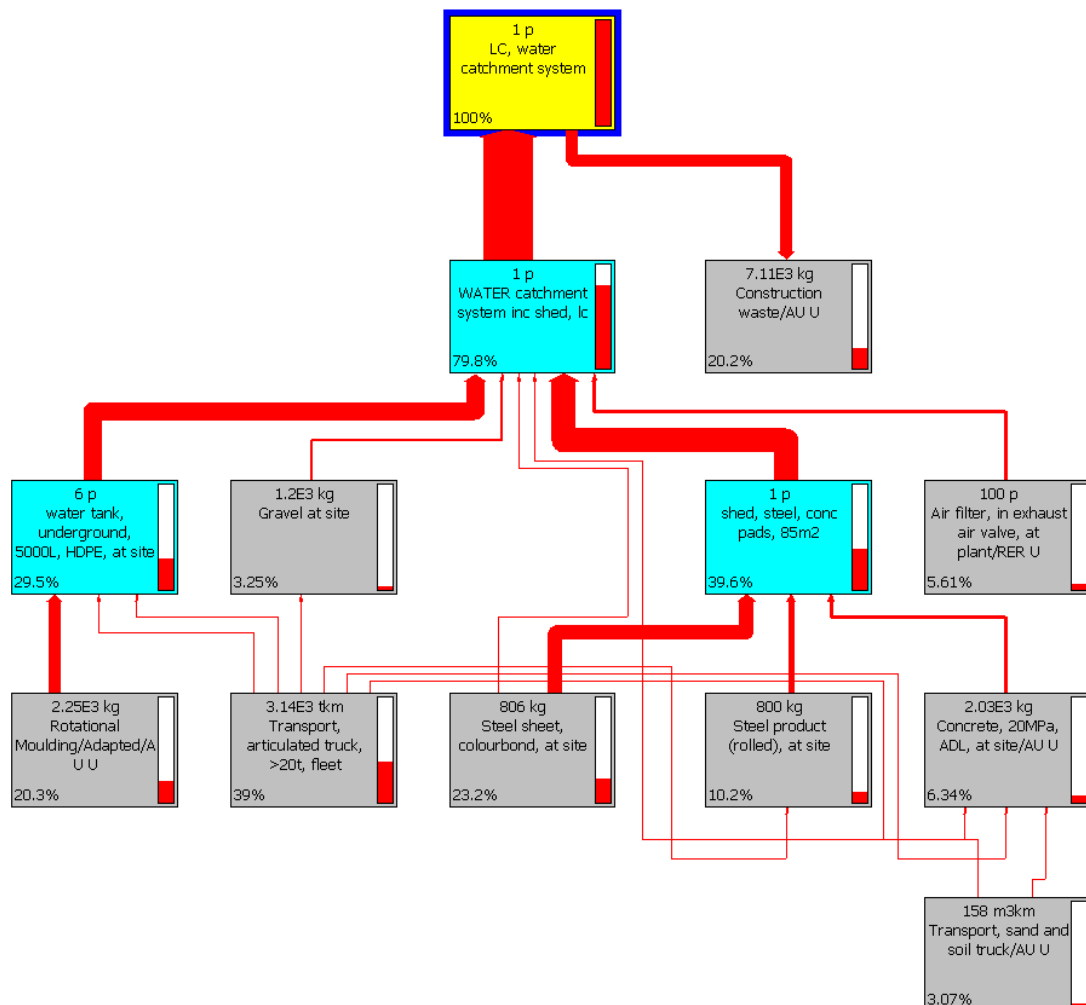 1 p
LC, water
catchment system
100%
1 p
WATER catchment
system inc shed, lc
79.8%
7.11E3 kg
Construction
waste/AU U
20.2%
6 p
water tank,
underground,
5000L, HDPE, at site
29.5%
1.2E3 kg
Gravel at site
3.25%
1 p
shed, steel, conc
pads, 85m2
39.6%
100 p
Air filter, in exhaust
air valve, at
plant/RER U
5.61%
2.25E3 kg
Rotational
Moulding/Adapted/A
U U
20.3%
3.14E3 tkm
Transport,
articulated truck,
>20t, fleet
39%
806 kg
Steel sheet,
colourbond, at site
23.2%
800 kg
Steel product
(rolled), at site
10.2%
2.03E3 kg
Concrete, 20MPa,
ADL, at site/AU U
6.34%
158 m3km
Transport, sand and
soil truck/AU U
3.07%